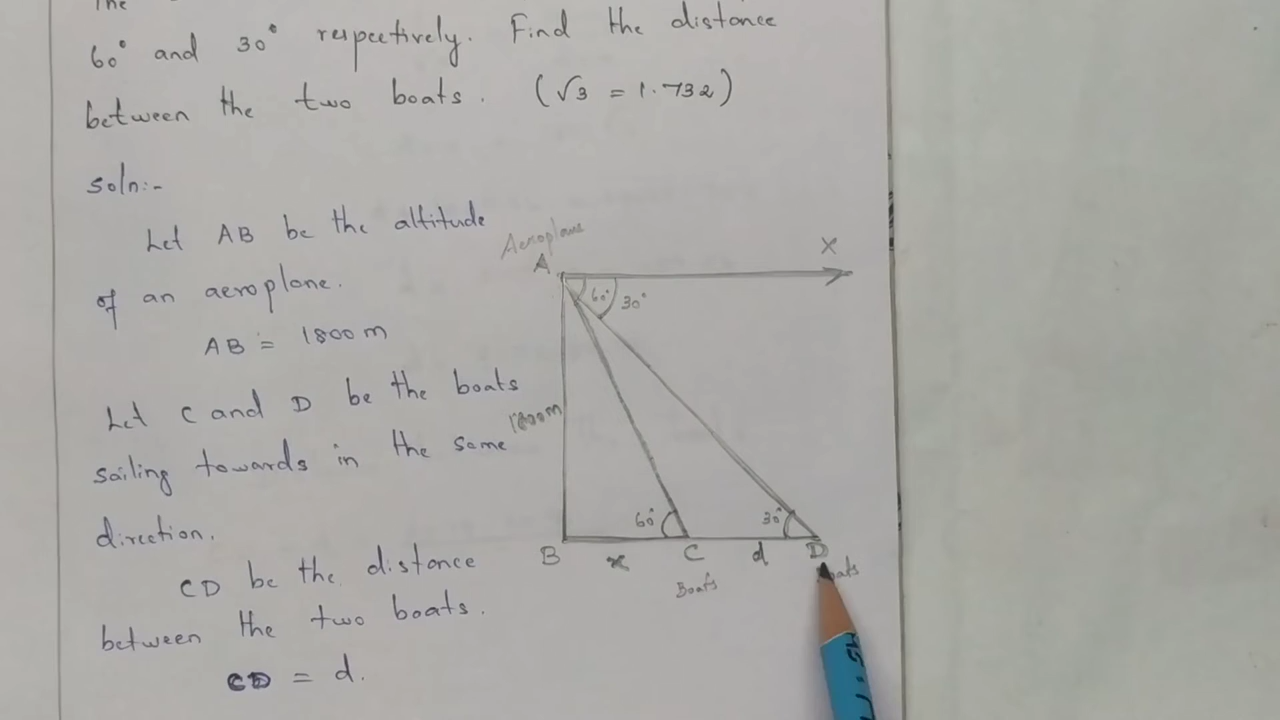 The
60° and 30° respectively. Find the distance
between the two boats. (√3 = 1.732)
Soln:-
Let AB be the altitude
of an aeroplane.
AB = 1800m
Let C and D be the boats
sailing towards in the same
direction.
CD be the distance
between the two boats.
CD = d.
Aeroplane
A
X
60°
30°
1800m
60°
30°
B
x
C
d
D
Boats